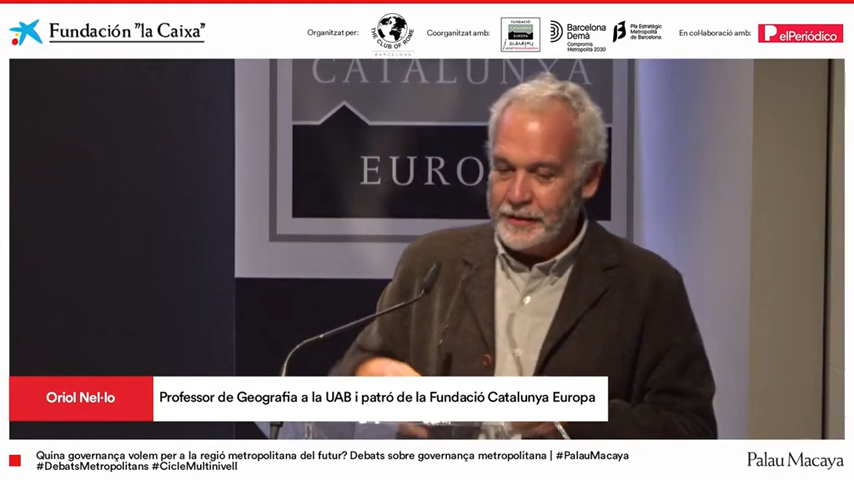 Fundación "la Caixa"
Organitzat per:
THE CLUB OF ROME
BARCELONA
Coorganitzat amb:
FUNDACIÓ
CATALUNYA
EUROPA
Barcelona
Demà
Compromís
Metropolità 2030
Pla Estratègic
Metropolità
de Barcelona
En col·laboració amb:
elPeriódico
CATALUNYA
EURO
Oriol Nel·lo
Professor de Geografia a la UAB i patró de la Fundació Catalunya Europa
Quina governança volem per a la regió metropolitana del futur? Debats sobre governança metropolitana | #PalauMacaya
#DebatsMetropolitans #CicleMultinivell
Palau Macaya